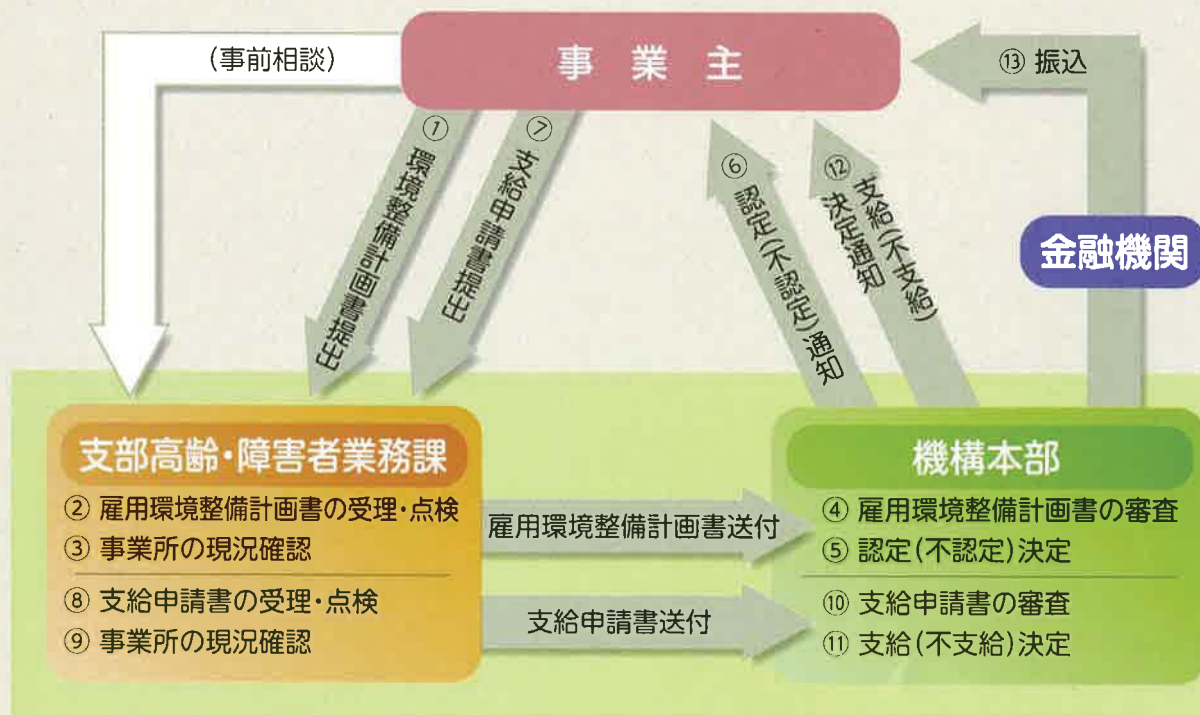 (事前相談)
事業主
⑬ 振込
① 環境整備計画書提出
⑦ 支給申請書提出
⑥ 認定(不認定)通知
⑫ 支給(不支給)
決定通知
金融機関
支部高齢・障害者業務課
② 雇用環境整備計画書の受理・点検
③ 事業所の現況確認
⑧ 支給申請書の受理・点検
⑨ 事業所の現況確認
雇用環境整備計画書送付
支給申請書送付
機構本部
④ 雇用環境整備計画書の審査
⑤ 認定(不認定)決定
⑩ 支給申請書の審査
⑪ 支給(不支給)決定